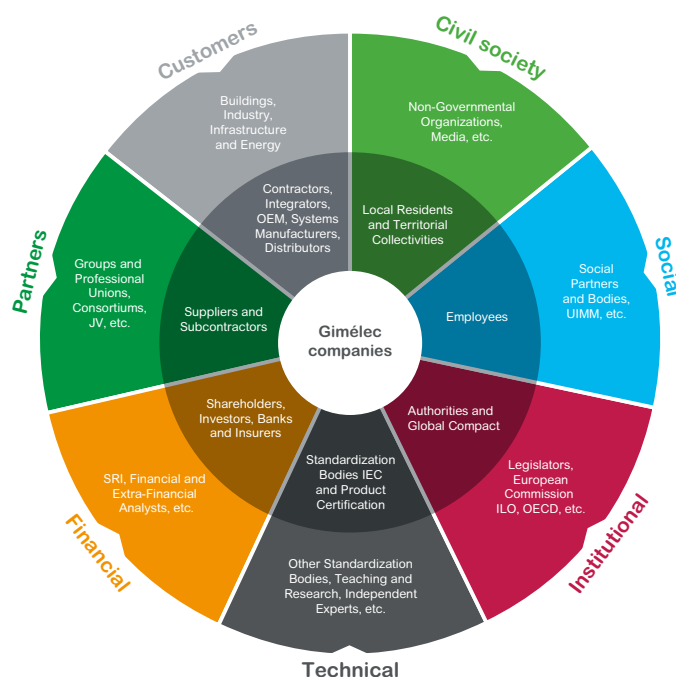 Customers
Civil society
Buildings,
Industry,
Infrastructure
and Energy
Non-Governmental
Organizations,
Media, etc.
Contractors,
Integrators,
OEM, Systems
Manufacturers,
Distributors
Local Residents
and Territorial
Collectivities
Partners
Groups and
Professional
Unions,
Consortiums,
JV, etc.
Suppliers and
Subcontractors
Gimélec
companies
Employees
Social
Partners
and Bodies,
UIMM, etc.
Social
Shareholders,
Investors, Banks
and Insurers
Authorities and
Global Compact
Standardization
Bodies IEC
and Product
Certification
SRI, Financial and
Extra-Financial
Analysts, etc.
Legislators,
European
Commission
ILO, OECD, etc.
Financial
Institutional
Other Standardization
Bodies, Teaching and
Research, Independent
Experts, etc.
Technical